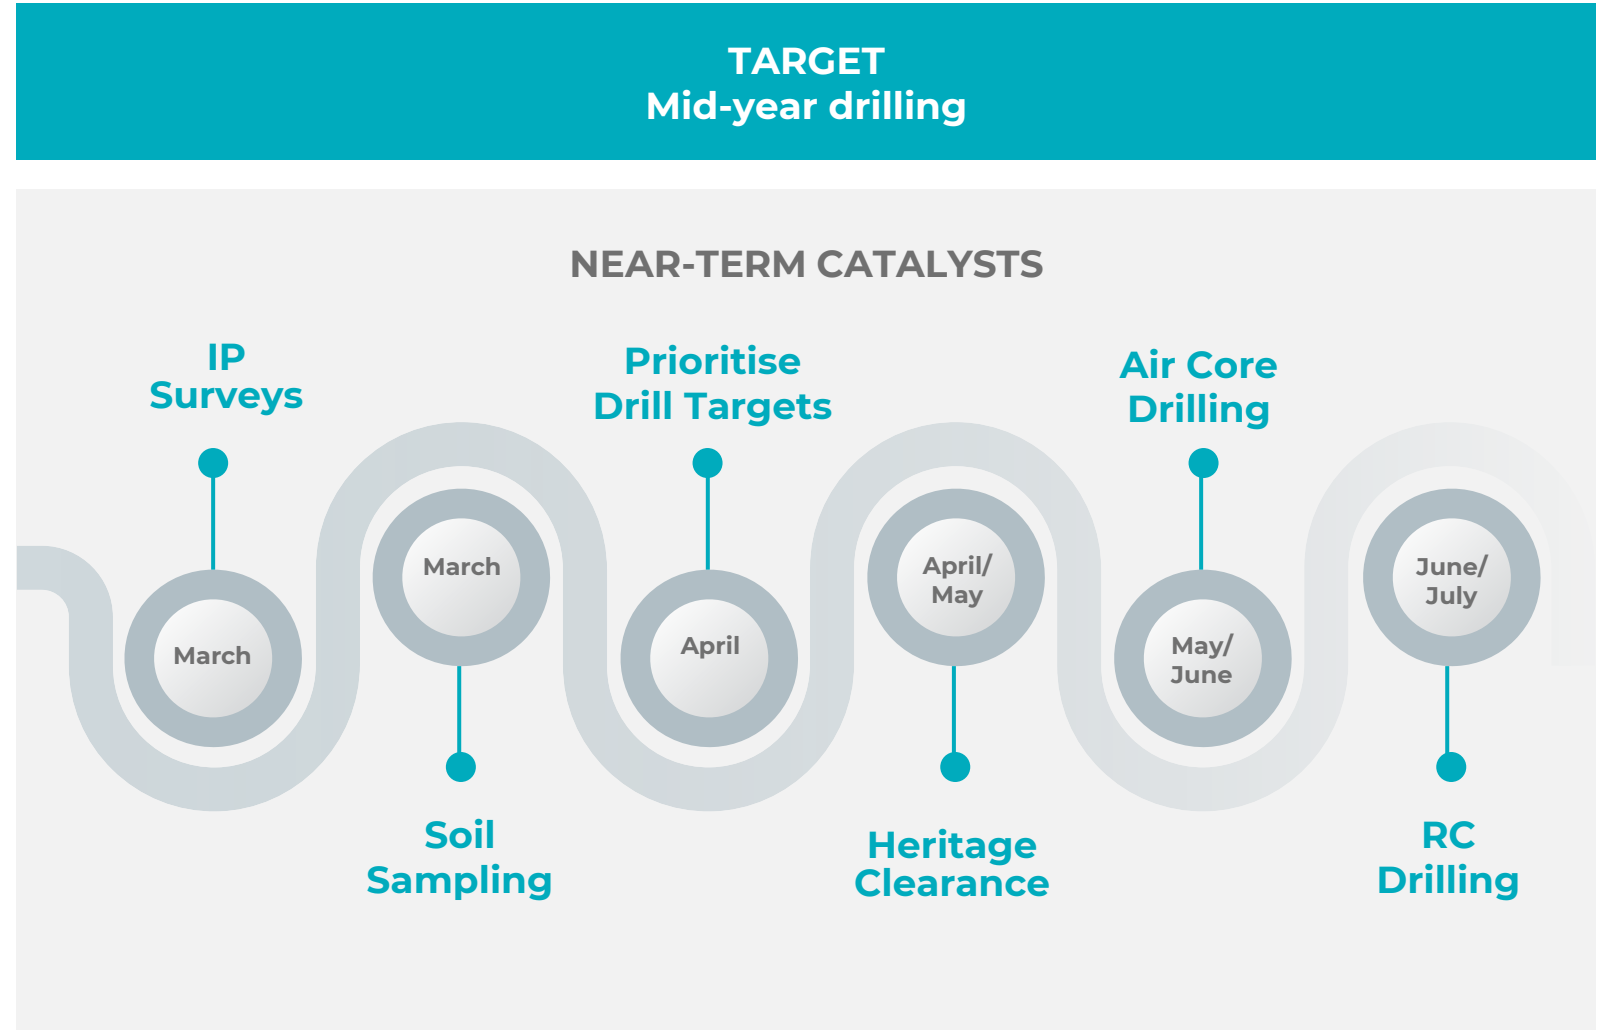 TARGET
Mid-year drilling
NEAR-TERM CATALYSTS
IP
Surveys
March
March
Soil
Sampling
Prioritise
Drill Targets
April
April/
May
Heritage
Clearance
Air Core
Drilling
May/
June
June/
July
RC
Drilling